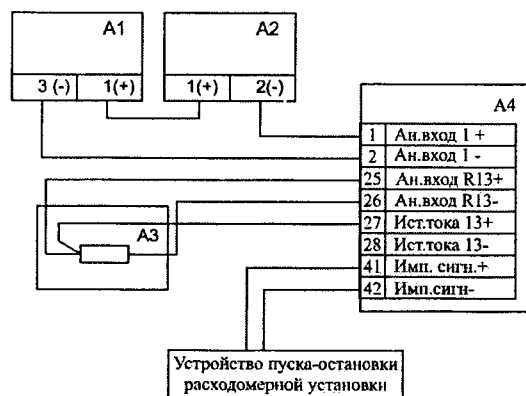 A1
A2
3 (-) 1(+)
1(+) 2(-)
A4
1 Ан.вход 1 +
2 Ан.вход 1 -
25 Ан.вход R13+
26 Ан.вход R13-
27 Ист.тока 13+
28 Ист.тока 13-
41 Имп. сигн.+
42 Имп.сигн-
A3
Устройство пуска-остановки
расходомерной установки